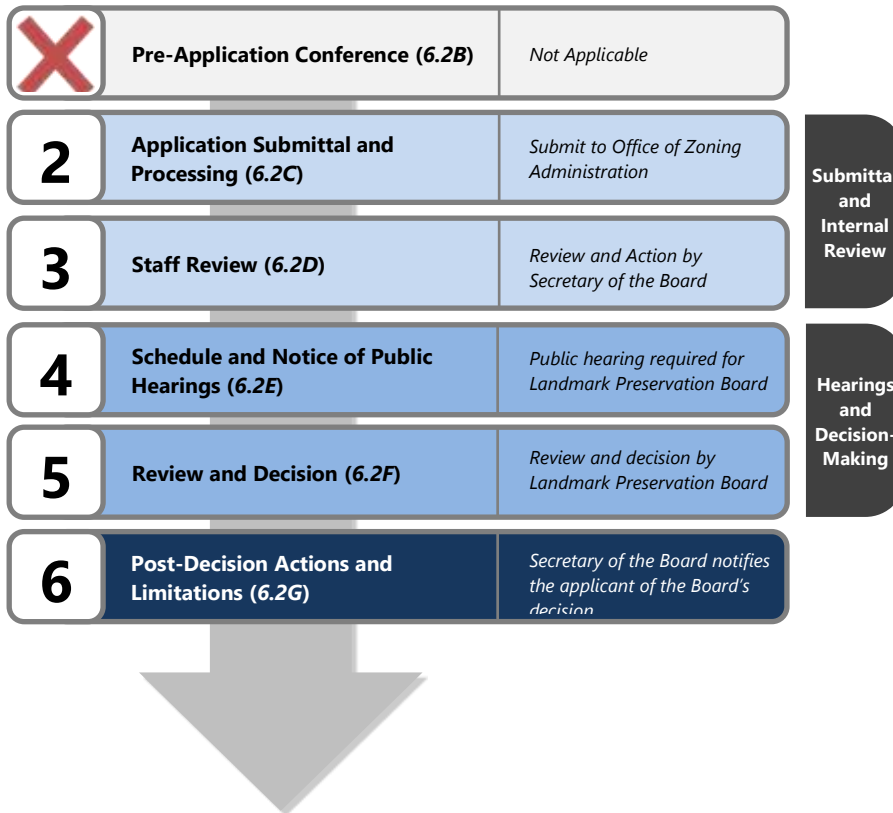 Pre-Application Conference (6.2B)
Not Applicable
2
Application Submittal and
Processing (6.2C)
Submit to Office of Zoning
Administration
3
Staff Review (6.2D)
Review and Action by
Secretary of the Board
Submitta
and
Internal
Review
4
Schedule and Notice of Public
Hearings (6.2E)
Public hearing required for
Landmark Preservation Board
5
Review and Decision (6.2F)
Review and decision by
Landmark Preservation Board
Hearings
and
Decision-
Making
6
Post-Decision Actions and
Limitations (6.2G)
Secretary of the Board notifies
the applicant of the Board's
decision